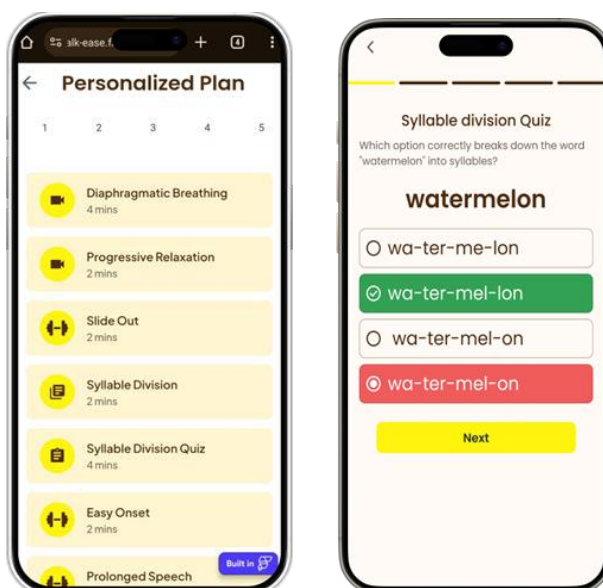 alk-ease.f
4
Personalized Plan
1 2 3 4 5
Diaphragmatic Breathing
4 mins
Progressive Relaxation
2 mins
Slide Out
2 mins
Syllable Division
2 mins
Syllable Division Quiz
4 mins
Easy Onset
2 mins
Prolonged Speech
Built in
Syllable division Quiz
Which option correctly breaks down the word
"watermelon" into syllables?
watermelon
wa-ter-me-lon
wa-ter-mel-lon
wa-ter-mel-on
wa-ter-mel-on
Next